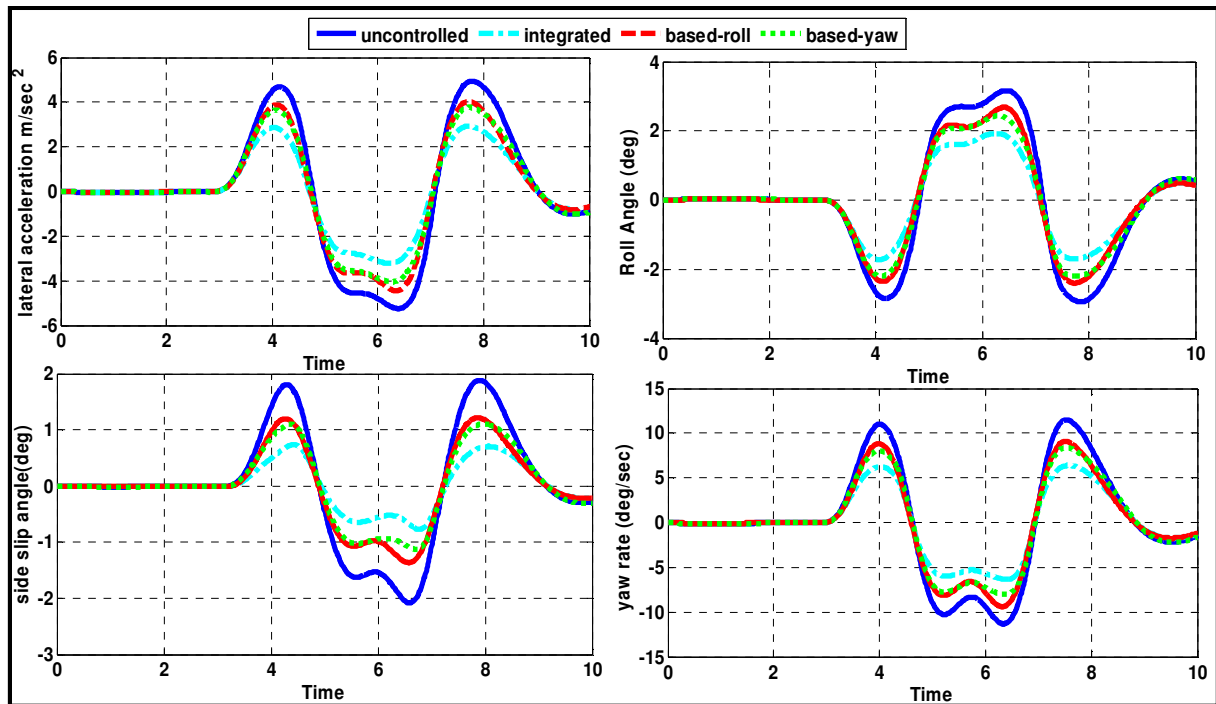 uncontrolled integrated based-roll based-yaw
lateral acceleration m/sec 2
6
4
2
0
-2
-4
-6
0 2 4 6 8 10
Time
Roll Angle (deg)
4
2
0
-2
-4
0 2 4 6 8 10
Time
side slip angle(deg)
2
1
0
-1
-2
-3
0 2 4 6 8 10
Time
yaw rate (deg/sec)
15
10
5
0
-5
-10
-15
0 2 4 6 8 10
Time